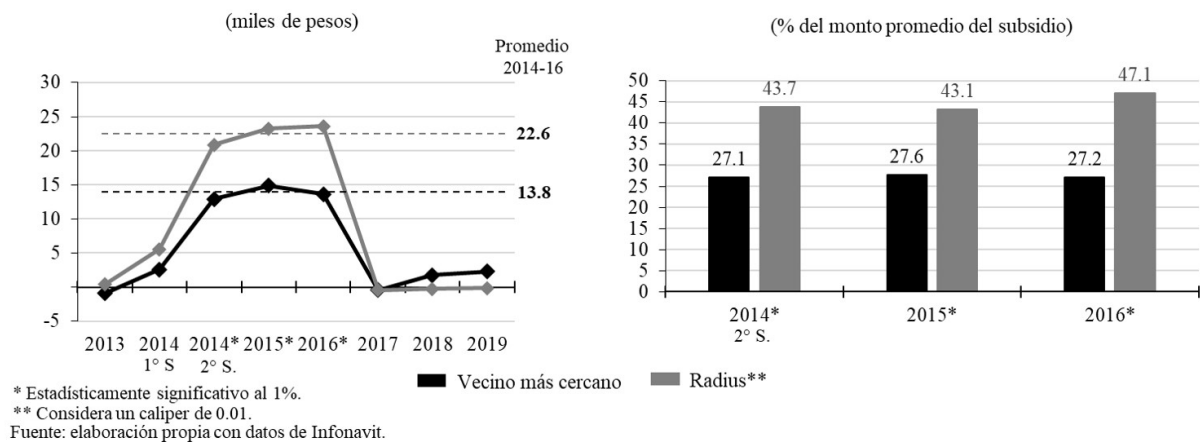 (miles de pesos)
Promedio
2014-16
30
25
20
15
10
5
-5
22.6
13.8
2013 2014 2014* 2015* 2016* 2017 2018 2019
1° S 2° S.
(% del monto promedio del subsidio)
50
45
40
35
30
25
20
15
10
5
0
27.1 43.7 27.6 43.1 27.2 47.1
2014* 2015* 2016*
2° S.
Vecino más cercano Radius**
* Estadísticamente significativo al 1%.
** Considera un caliper de 0.01.
Fuente: elaboración propia con datos de Infonavit.